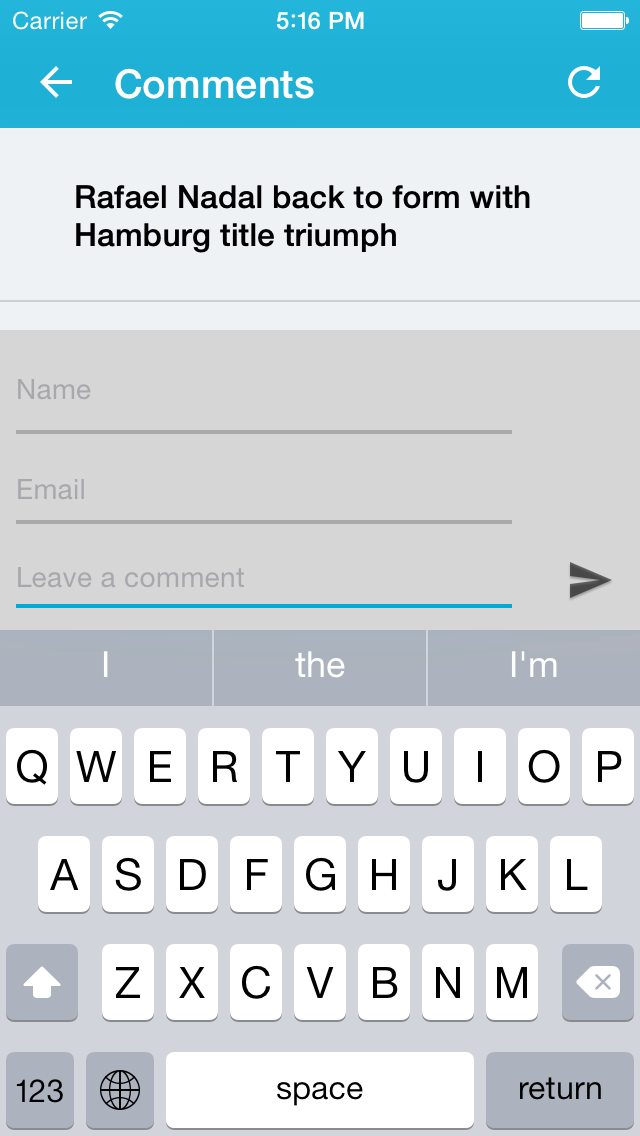 Carrier 5:16 PM
Comments
Rafael Nadal back to form with
Hamburg title triumph
Name
Email
Leave a comment
I the I'm
Q W E R T Y U I O P
A S D F G H J K L
Z X C V B N M
123 space return